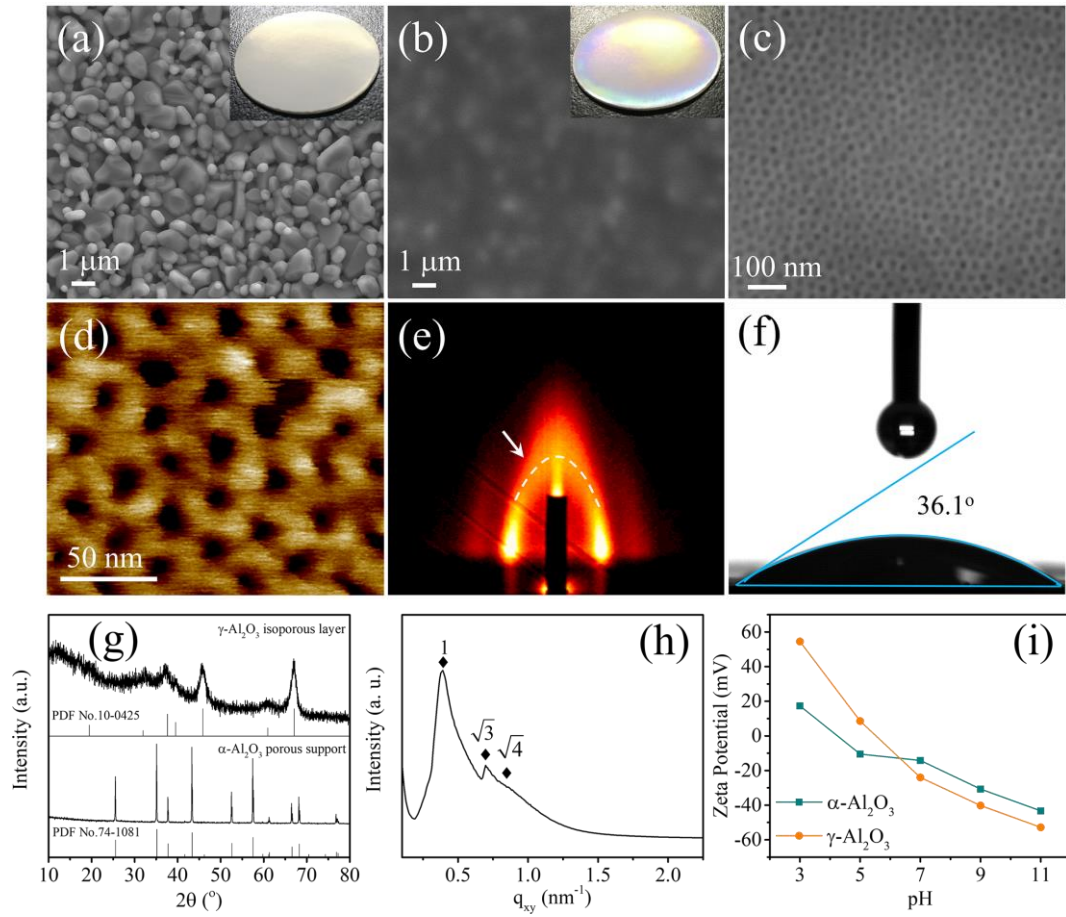 (a)
1 μm
(b)
1 μm
(c)
100 nm
(d)
50 nm
(e)
(f)
36.1°
(g)
γ-Al₂O₃ isoporous layer
PDF No.10-0425
α-Al₂O₃ porous support
PDF No.74-1081
Intensity (a.u.)
10 20 30 40 50 60 70 80
2θ (°)
(h)
1
√3
√4
Intensity (a. u.)
0.5 1.0 1.5 2.0
q_xy (nm⁻¹)
(i)
Zeta Potential (mV)
60
40
20
0
-20
-40
-60
α-Al₂O₃
γ-Al₂O₃
3 5 7 9 11
pH